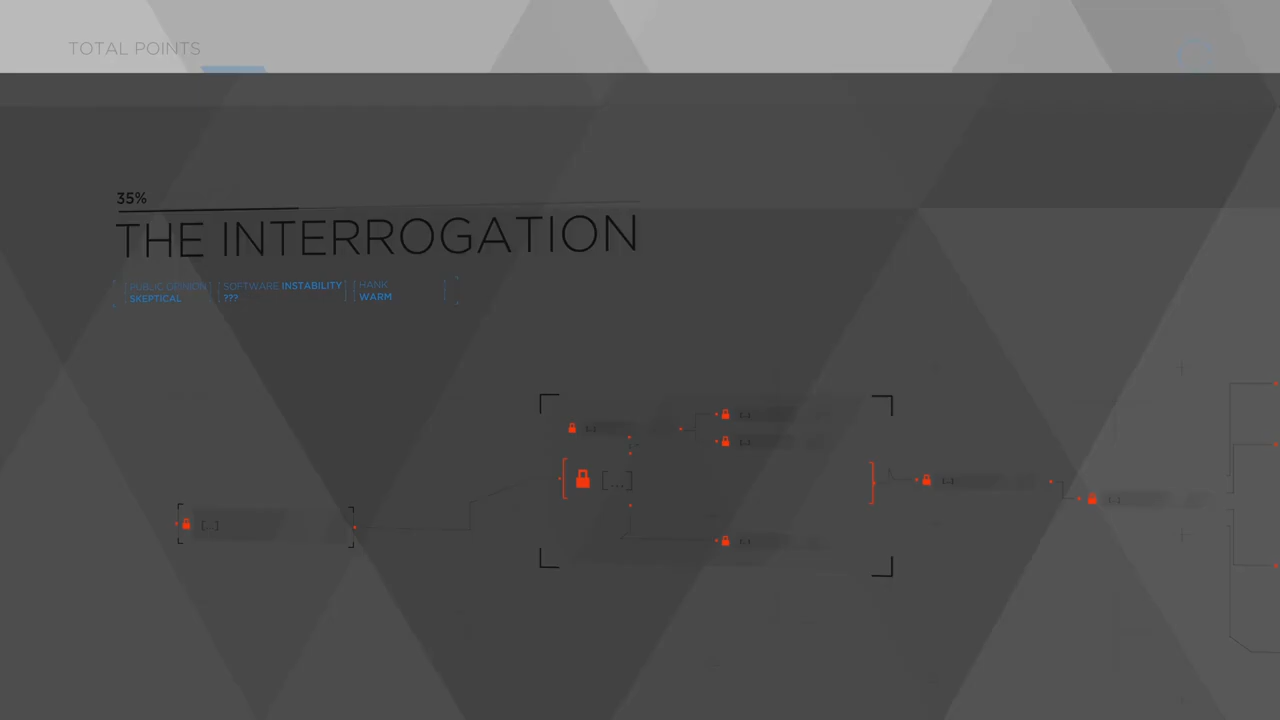 TOTAL POINTS
35%
THE INTERROGATION
PUBLIC OPINION
SKEPTICAL
SOFTWARE INSTABILITY
???
HANK
WARM
[...]
[...]
[...]
[...]
[...]
[...]
[...]
[...]